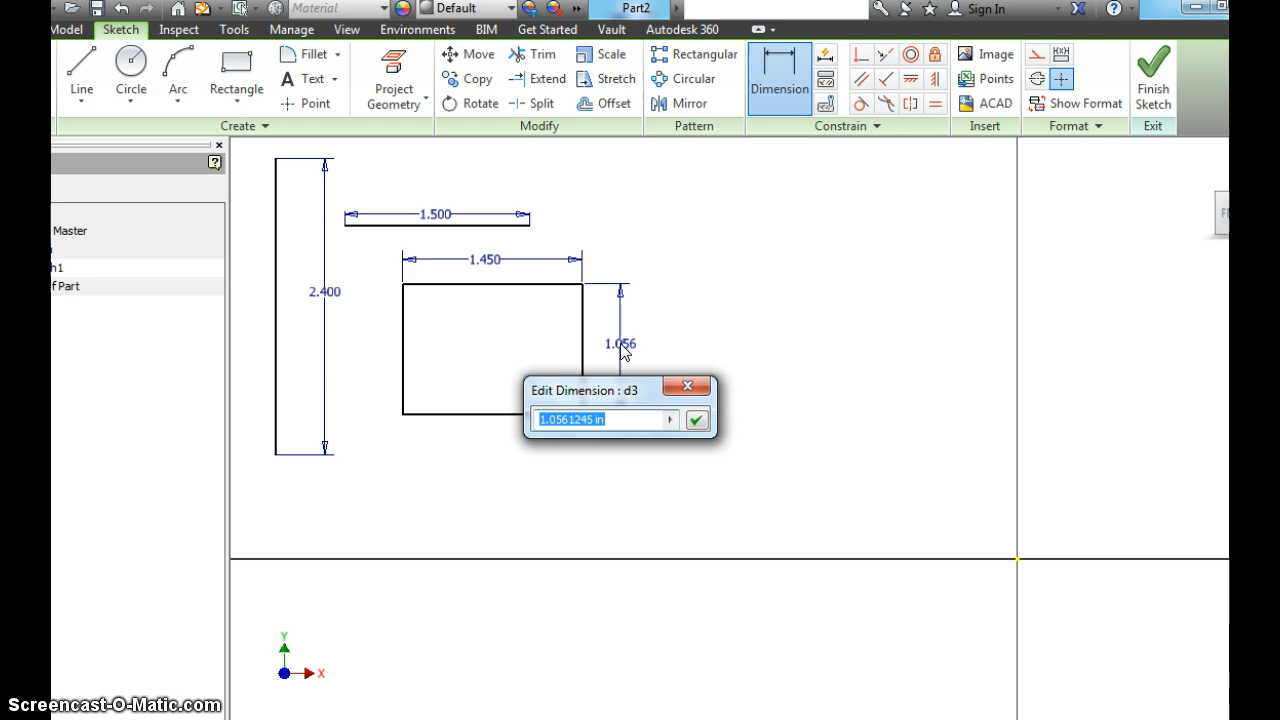 Material
Default
Part2
Sign In
Model
Sketch
Inspect
Tools
Manage
View
Environments
BIM
Get Started
Vault
Autodesk 360
Line
Circle
Arc
Rectangle
Fillet
Text
Point
Project
Geometry
Move
Copy
Rotate
Trim
Extend
Split
Scale
Stretch
Offset
Rectangular
Circular
Mirror
Dimension
Image
Points
ACAD
Show Format
Finish
Sketch
Create
Modify
Pattern
Constrain
Insert
Format
Exit
Master
h1
f Part
1.500
1.450
2.400
1.056
Edit Dimension : d3
1.0561245 in
Y
X
Screencast-O-Matic.com